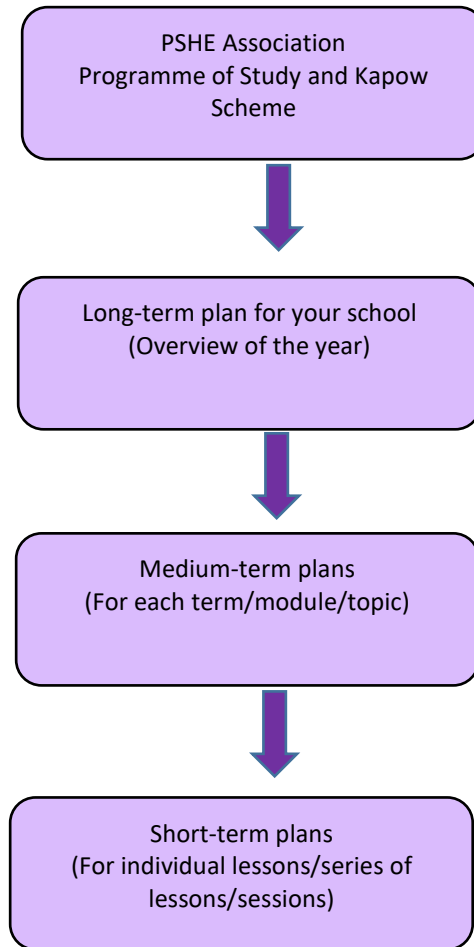 PSHE Association
Programme of Study and Kapow
Scheme
Long-term plan for your school
(Overview of the year)
Medium-term plans
(For each term/module/topic)
Short-term plans
(For individual lessons/series of
lessons/sessions)